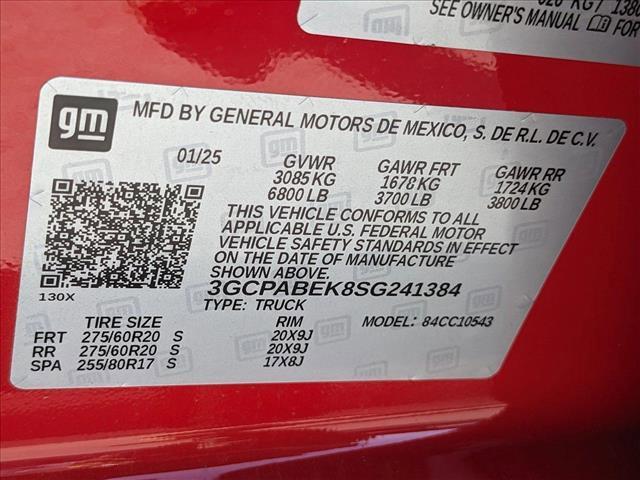 SEE OWNER'S MANUAL FOR
gm
MFD BY GENERAL MOTORS DE MEXICO, S. DE R.L. DE C.V.
01/25 GVWR GAWR FRT GAWR RR
3085 KG 1678 KG 1724 KG
6800 LB 3700 LB 3800 LB
THIS VEHICLE CONFORMS TO ALL
APPLICABLE U.S. FEDERAL MOTOR
VEHICLE SAFETY STANDARDS IN EFFECT
ON THE DATE OF MANUFACTURE
SHOWN ABOVE
130X
3GCPABEK8SG241384
TYPE: TRUCK
MODEL: 84CC10543
TIRE SIZE RIM
FRT 275/60R20 S 20X9J
RR 275/60R20 S 20X9J
SPA 255/80R17 S 17X8J